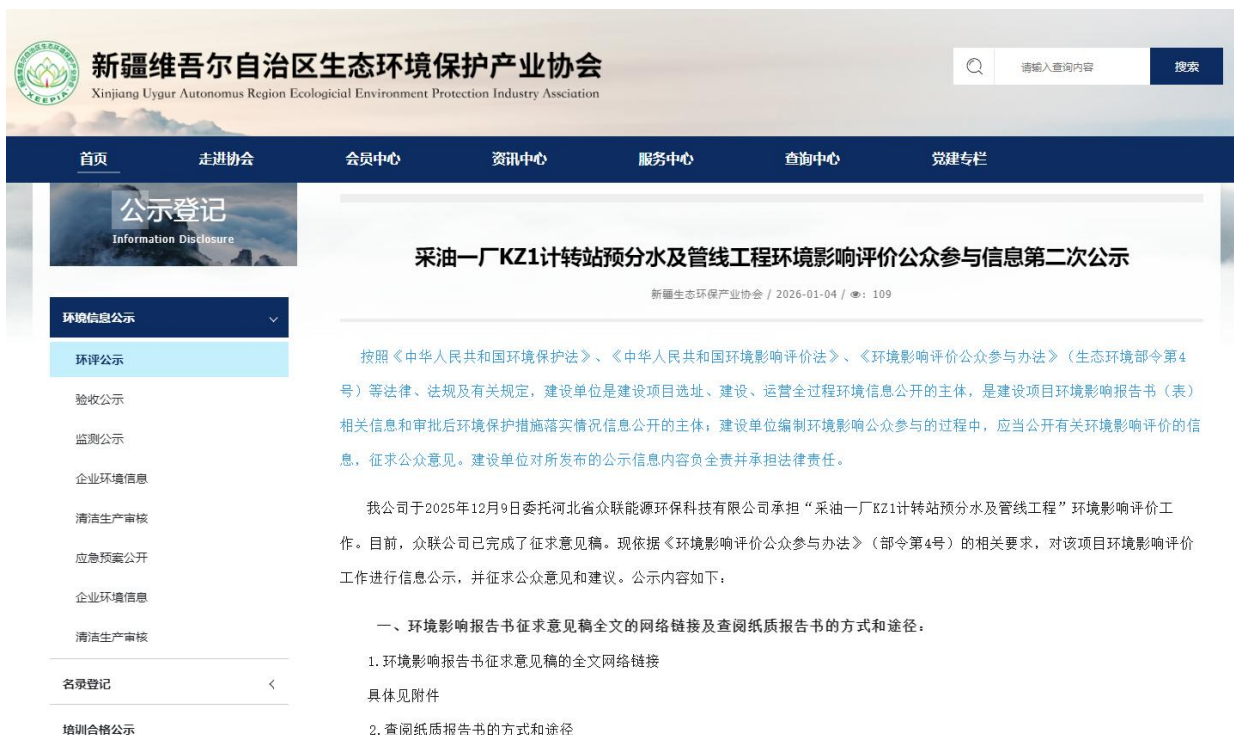 新疆维吾尔自治区生态环境保护产业协会
Xinjiang Uygur Autonomus Region Ecologicial Environment Protection Industry Assciation
XEEPIA
请输入查询内容
搜索
首页
走进协会
会员中心
资讯中心
服务中心
查询中心
党建专栏
公示登记
Information Disclosure
环境信息公示
环评公示
验收公示
监测公示
企业环境信息
清洁生产审核
应急预案公开
企业环境信息
清洁生产审核
名录登记
培训合格公示
采油一厂KZ1计转站预分水及管线工程环境影响评价公众参与信息第二次公示
新疆生态环保产业协会 / 2026-01-04 / : 109
按照《中华人民共和国环境保护法》、《中华人民共和国环境影响评价法》、《环境影响评价公众参与办法》（生态环境部令第4
号）等法律、法规及有关规定，建设单位是建设项目选址、建设、运营全过程环境信息公开的主体，是建设项目环境影响报告书（表）
相关信息和审批后环境保护措施落实情况信息公开的主体；建设单位编制环境影响公众参与的过程中，应当公开有关环境影响评价的信
息，征求公众意见。建设单位对所发布的公示信息内容负全责并承担法律责任。
我公司于2025年12月9日委托河北省众联能源环保科技有限公司承担“采油一厂KZ1计转站预分水及管线工程”环境影响评价工
作。目前，众联公司已完成了征求意见稿。现依据《环境影响评价公众参与办法》（部令第4号）的相关要求，对该项目环境影响评价
工作进行信息公示，并征求公众意见和建议。公示内容如下：
一、环境影响报告书征求意见稿全文的网络链接及查阅纸质报告书的方式和途径：
1.环境影响报告书征求意见稿的全文网络链接
具体见附件
2.查阅纸质报告书的方式和途径